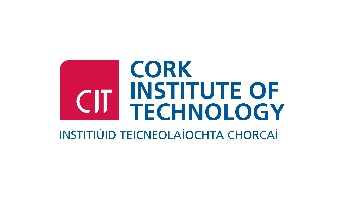 CIT
CORK
INSTITUTE OF
TECHNOLOGY
INSTITIÚID TEICNEOLAÍOCHTA CHORCAÍ